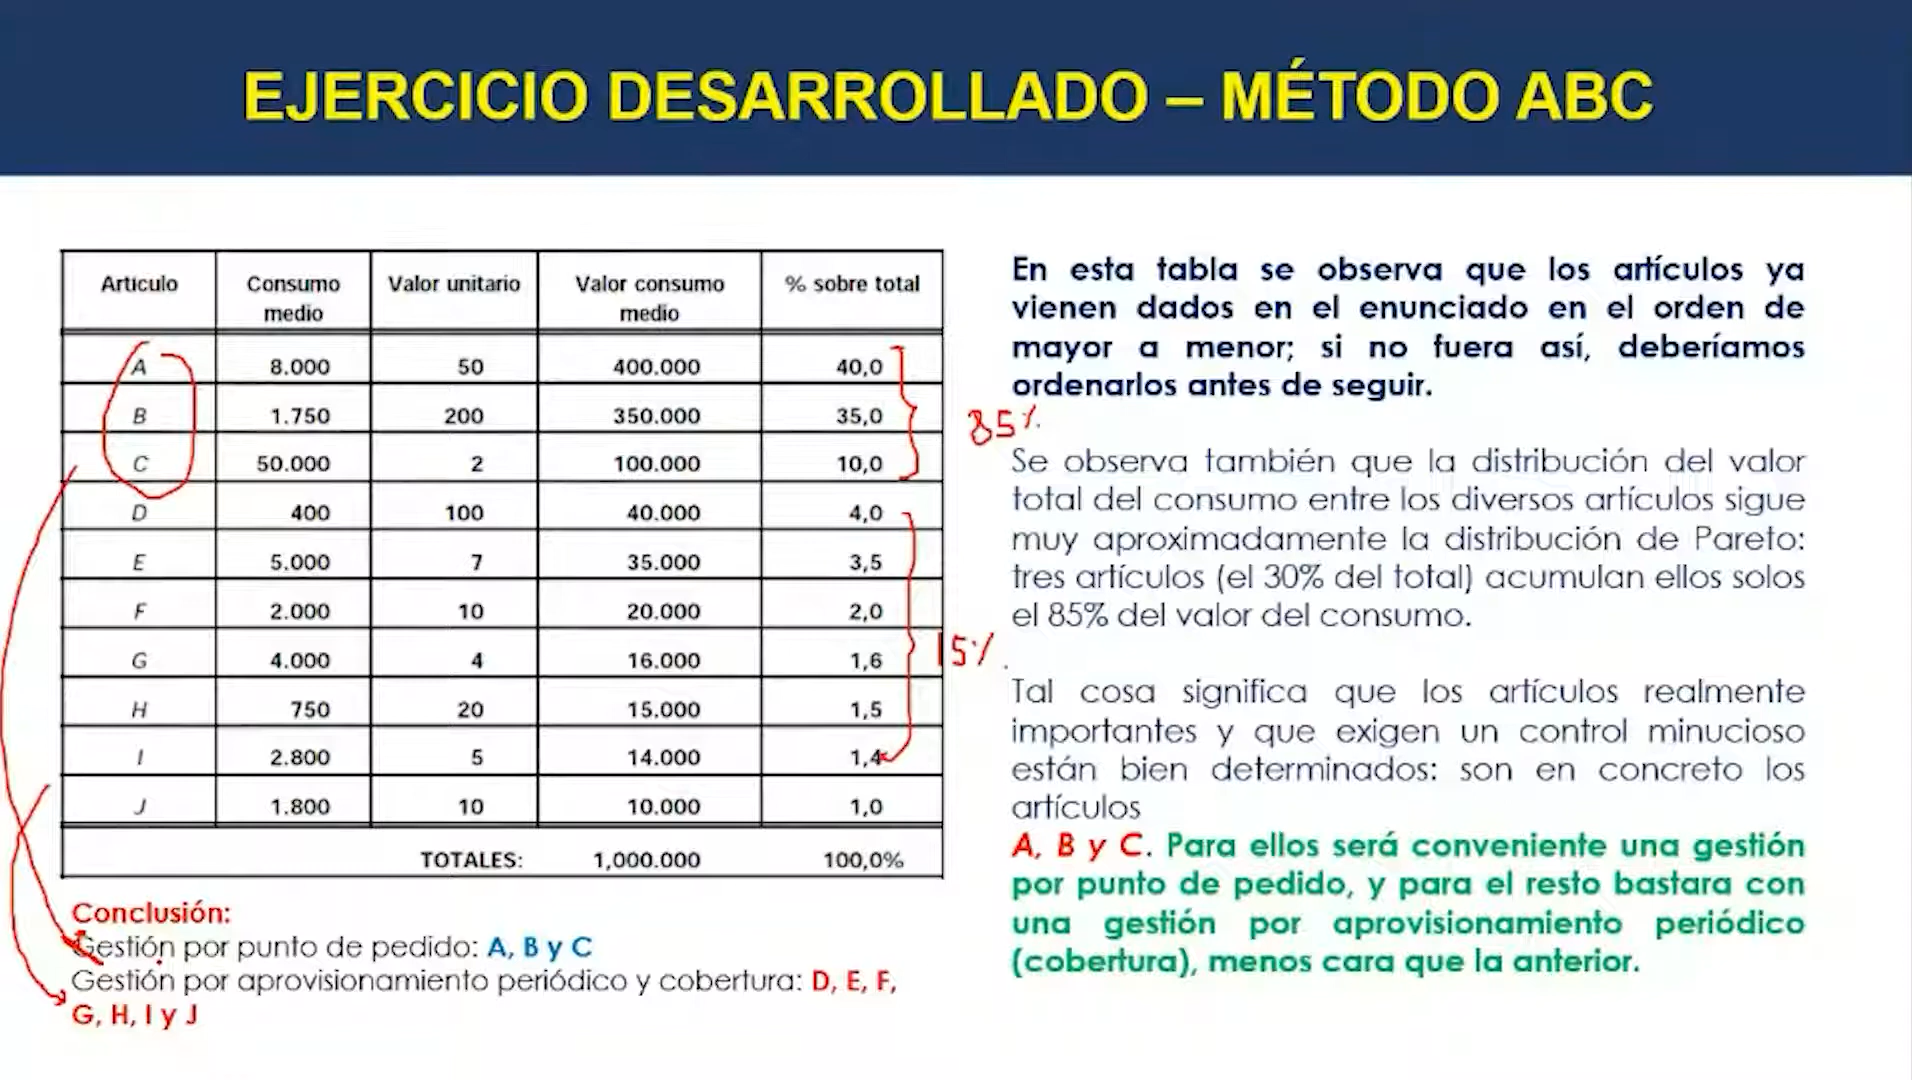 EJERCICIO DESARROLLADO – MÉTODO ABC
Artículo Consumo medio Valor unitario Valor consumo medio % sobre total
A 8.000 50 400.000 40,0
B 1.750 200 350.000 35,0
C 50.000 2 100.000 10,0
D 400 100 40.000 4,0
E 5.000 7 35.000 3,5
F 2.000 10 20.000 2,0
G 4.000 4 16.000 1,6
H 750 20 15.000 1,5
I 2.800 5 14.000 1,4
J 1.800 10 10.000 1,0
TOTALES: 1,000.000 100,0%
85%
15%
Conclusión:
Gestión por punto de pedido: A, B y C
Gestión por aprovisionamiento periódico y cobertura: D, E, F,
G, H, I y J
En esta tabla se observa que los artículos ya
vienen dados en el enunciado en el orden de
mayor a menor; si no fuera así, deberíamos
ordenarlos antes de seguir.
Se observa también que la distribución del valor
total del consumo entre los diversos artículos sigue
muy aproximadamente la distribución de Pareto:
tres artículos (el 30% del total) acumulan ellos solos
el 85% del valor del consumo.
Tal cosa significa que los artículos realmente
importantes y que exigen un control minucioso
están bien determinados: son en concreto los
artículos
A, B y C. Para ellos será conveniente una gestión
por punto de pedido, y para el resto bastara con
una gestión por aprovisionamiento periódico
(cobertura), menos cara que la anterior.